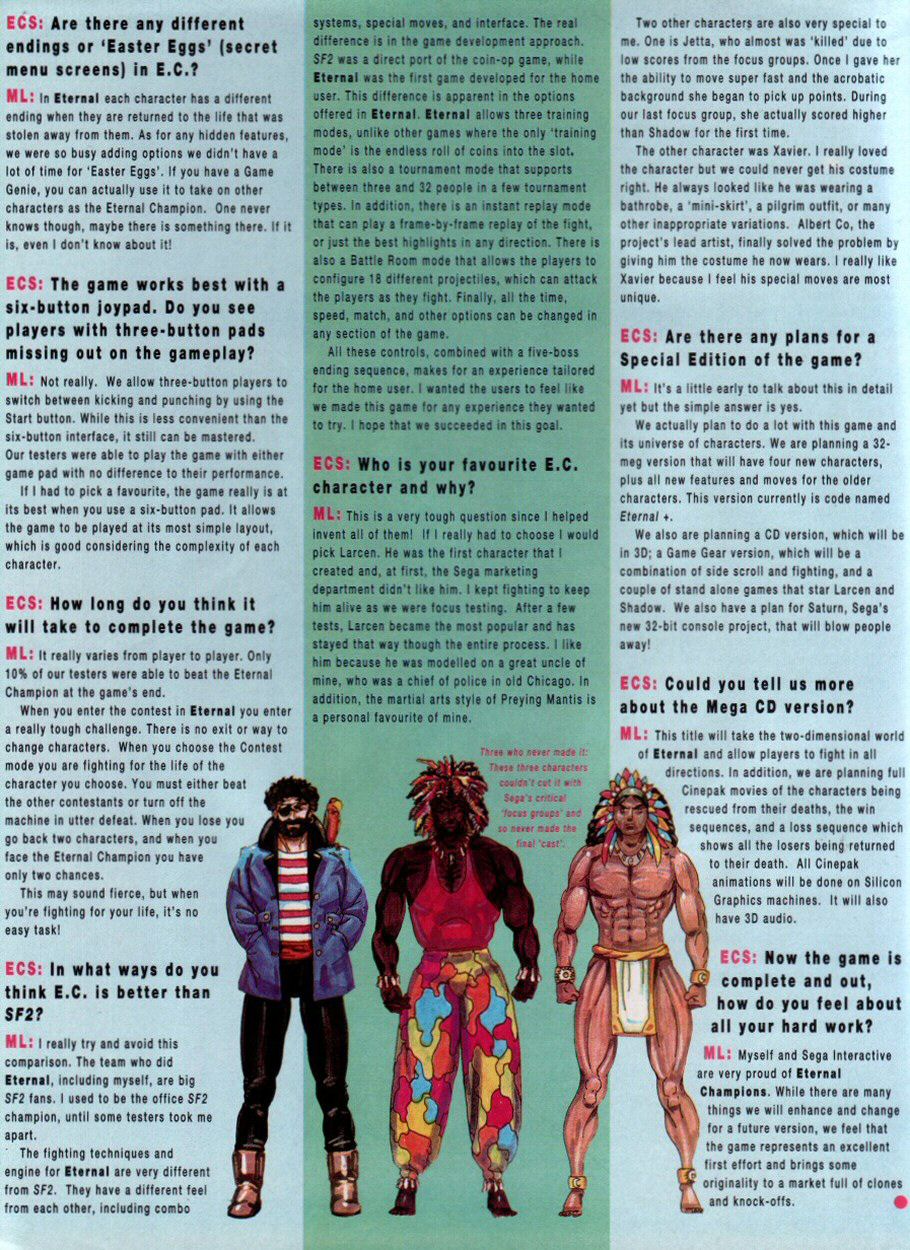 ECS: Are there any different
endings or 'Easter Eggs' (secret
menu screens) in E.C.?
ML: In Eternal each character has a different
ending when they are returned to the life that was
stolen away from them. As for any hidden features,
we were so busy adding options we didn't have a
lot of time for 'Easter Eggs'. If you have a Game
Genie, you can actually use it to take on other
characters as the Eternal Champion. One never
knows though, maybe there is something there. If it
is, even I don't know about it!
ECS: The game works best with a
six-button joypad. Do you see
players with three-button pads
missing out on the gameplay?
ML: Not really. We allow three-button players to
switch between kicking and punching by using the
Start button. While this is less convenient than the
six-button interface, it still can be mastered.
Our testers were able to play the game with either
game pad with no difference to their performance.
If I had to pick a favourite, the game really is at
its best when you use a six-button pad. It allows
the game to be played at its most simple layout,
which is good considering the complexity of each
character.
ECS: How long do you think it
will take to complete the game?
ML: It really varies from player to player. Only
10% of our testers were able to beat the Eternal
Champion at the game's end.
When you enter the contest in Eternal you enter
a really tough challenge. There is no exit or way to
change characters. When you choose the Contest
mode you are fighting for the life of the
character you choose. You must either beat
the other contestants or turn off the
machine in utter defeat. When you lose you
go back two characters, and when you
face the Eternal Champion you have
only two chances.
This may sound fierce, but when
you're fighting for your life, it's no
easy task!
ECS: In what ways do you
think E.C. is better than
SF2?
ML: I really try and avoid this
comparison. The team who did
Eternal, including myself, are big
SF2 fans. I used to be the office SF2
champion, until some testers took me
apart.
The fighting techniques and
engine for Eternal are very different
from SF2. They have a different feel
from each other, including combo
systems, special moves, and interface. The real
difference is in the game development approach.
SF2 was a direct port of the coin-op game, while
Eternal was the first game developed for the home
user. This difference is apparent in the options
offered in Eternal. Eternal allows three training
modes, unlike other games where the only 'training
mode' is the endless roll of coins into the slot.
There is also a tournament mode that supports
between three and 32 people in a few tournament
types. In addition, there is an instant replay mode
that can play a frame-by-frame replay of the fight,
or just the best highlights in any direction. There is
also a Battle Room mode that allows the players to
configure 18 different projectiles, which can attack
the players as they fight. Finally, all the time,
speed, match, and other options can be changed in
any section of the game.
All these controls, combined with a five-boss
ending sequence, makes for an experience tailored
for the home user. I wanted the users to feel like
we made this game for any experience they wanted
to try. I hope that we succeeded in this goal.
ECS: Who is your favourite E.C.
character and why?
ML: This is a very tough question since I helped
invent all of them! If I really had to choose I would
pick Larcen. He was the first character that I
created and, at first, the Sega marketing
department didn't like him. I kept fighting to keep
him alive as we were focus testing. After a few
tests, Larcen became the most popular and has
stayed that way though the entire process. I like
him because he was modelled on a great uncle of
mine, who was a chief of police in old Chicago. In
addition, the martial arts style of Preying Mantis is
a personal favourite of mine.
Three who never made it:
These three characters
couldn't cut it with
Sega's critical
'focus groups' and
so never made the
final 'cast'.
Two other characters are also very special to
me. One is Jetta, who almost was 'killed' due to
low scores from the focus groups. Once I gave her
the ability to move super fast and the acrobatic
background she began to pick up points. During
our last focus group, she actually scored higher
than Shadow for the first time.
The other character was Xavier. I really loved
the character but we could never get his costume
right. He always looked like he was wearing a
bathrobe, a 'mini-skirt', a pilgrim outfit, or many
other inappropriate variations. Albert Co, the
project's lead artist, finally solved the problem by
giving him the costume he now wears. I really like
Xavier because I feel his special moves are most
unique.
ECS: Are there any plans for a
Special Edition of the game?
ML: It's a little early to talk about this in detail
yet but the simple answer is yes.
We actually plan to do a lot with this game and
its universe of characters. We are planning a 32-
meg version that will have four new characters,
plus all new features and moves for the older
characters. This version currently is code named
Eternal +.
We also are planning a CD version, which will be
in 3D; a Game Gear version, which will be a
combination of side scroll and fighting, and a
couple of stand alone games that star Larcen and
Shadow. We also have a plan for Saturn, Sega's
new 32-bit console project, that will blow people
away!
ECS: Could you tell us more
about the Mega CD version?
ML: This title will take the two-dimensional world
of Eternal and allow players to fight in all
directions. In addition, we are planning full
Cinepak movies of the characters being
rescued from their deaths, the win
sequences, and a loss sequence which
shows all the losers being returned
to their death. All Cinepak
animations will be done on Silicon
Graphics machines. It will also
have 3D audio.
ECS: Now the game is
complete and out,
how do you feel about
all your hard work?
ML: Myself and Sega Interactive
are very proud of Eternal
Champions. While there are many
things we will enhance and change
for a future version, we feel that
the game represents an excellent
first effort and brings some
originality to a market full of clones
and knock-offs.